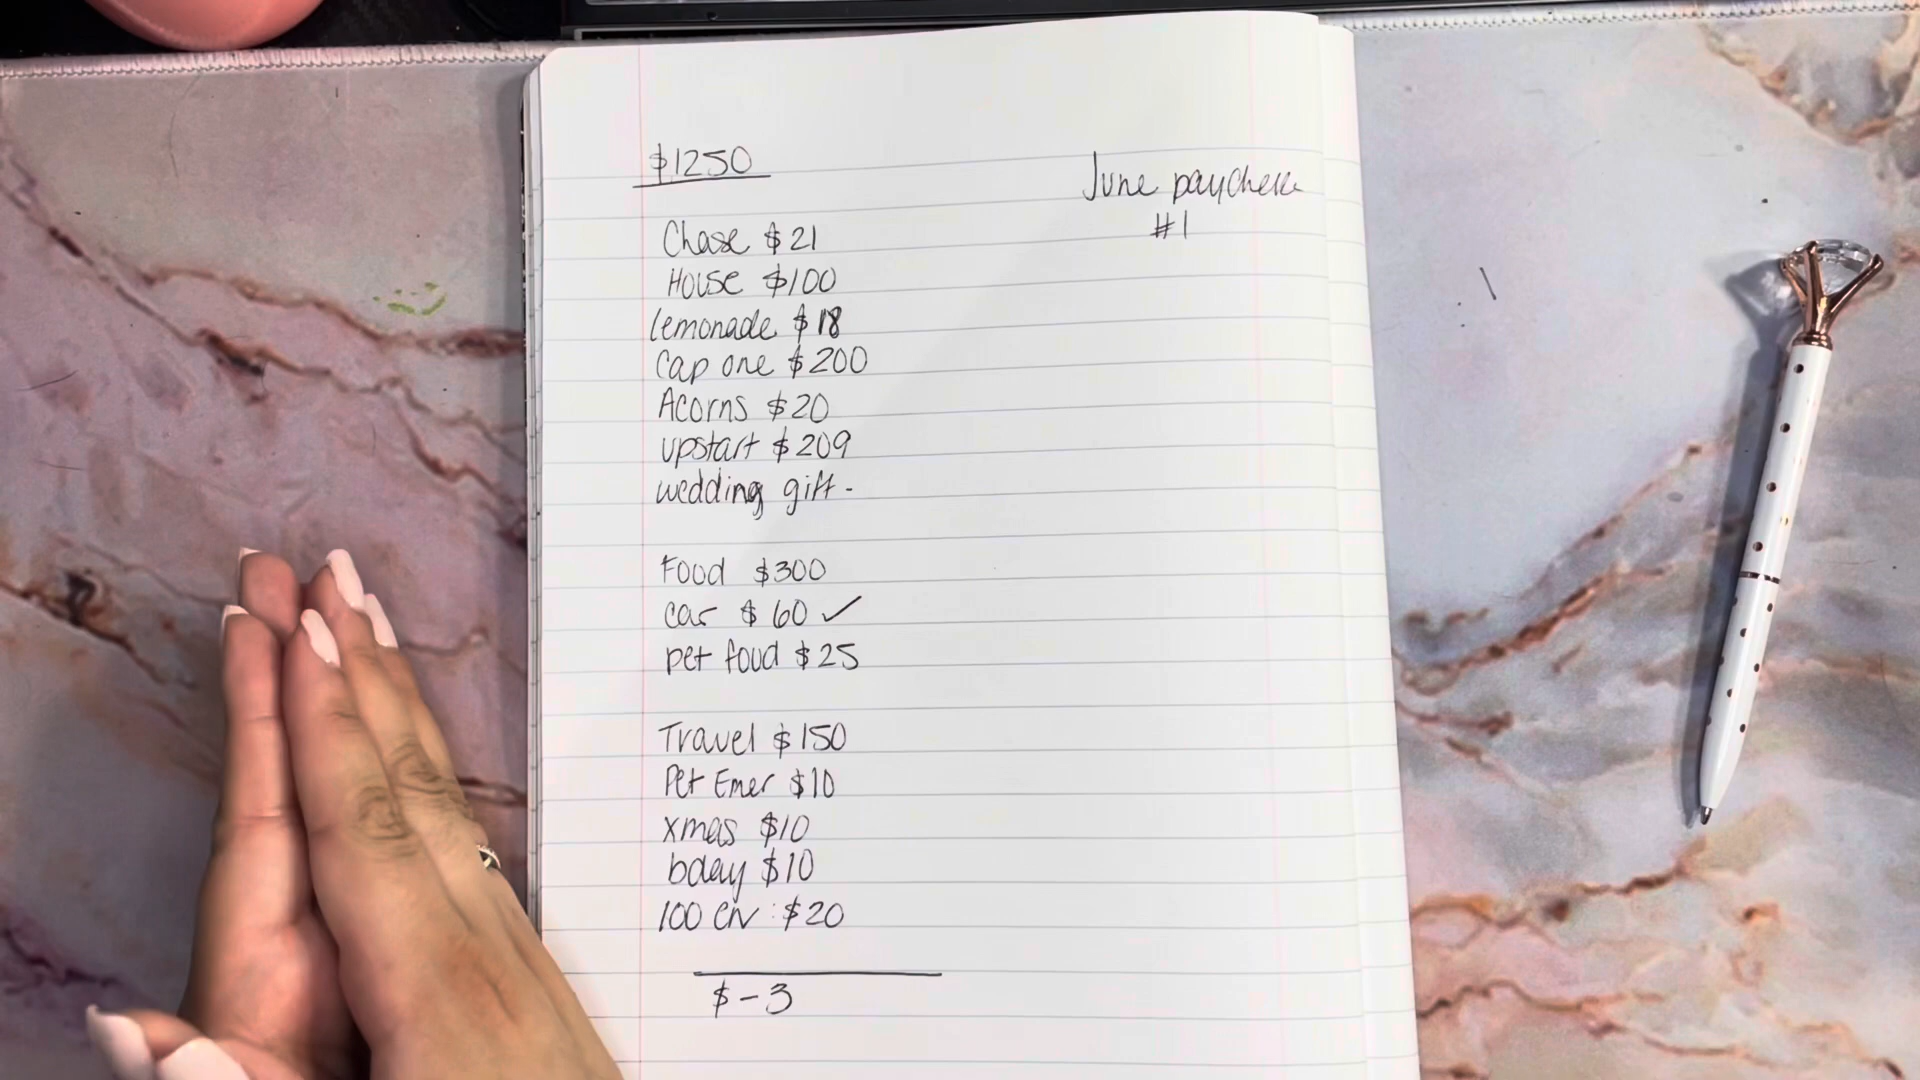 $1250
June paycheck
#1
Chase $21
House $100
lemonade $18
cap one $200
Acorns $20
upstart $209
wedding gift -
Food $300
car $60 ✓
pet food $25
Travel $150
Pet Emer $10
xmas $10
bday $10
100 env: $20
$-3